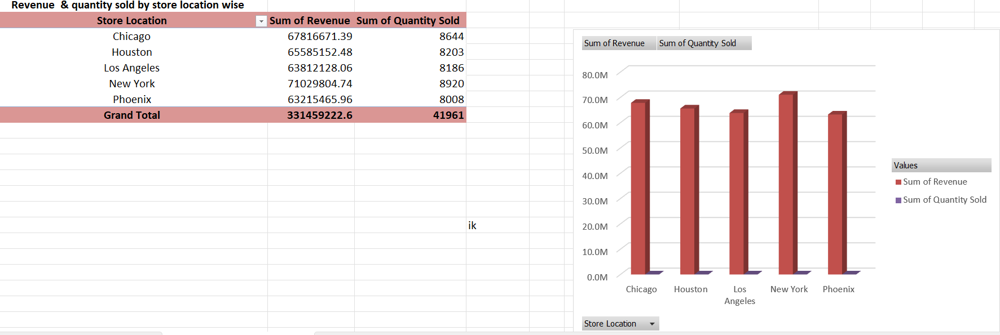 Revenue  & quantity sold by store location wise
Store Location Sum of Revenue Sum of Quantity Sold
Chicago 67816671.39 8644
Houston 65585152.48 8203
Los Angeles 63812128.06 8186
New York 71029804.74 8920
Phoenix 63215465.96 8008
Grand Total 331459222.6 41961
ik
Sum of Revenue Sum of Quantity Sold
80.0M
70.0M
60.0M
50.0M
40.0M
30.0M
20.0M
10.0M
0.0M
Chicago Houston Los Angeles New York Phoenix
Values
Sum of Revenue
Sum of Quantity Sold
Store Location